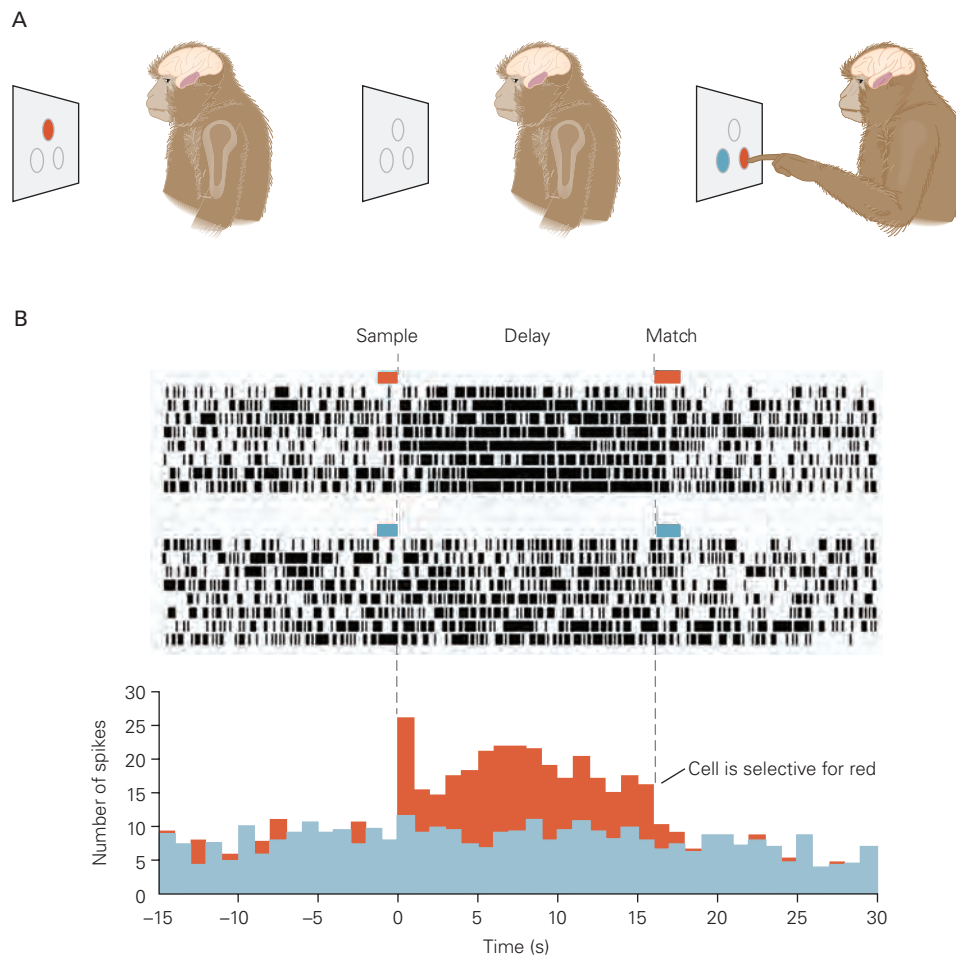 A
B
Sample Delay Match
30
25
20
15
10
5
0
Number of spikes
Cell is selective for red
–15 –10 –5 0 5 10 15 20 25 30
Time (s)